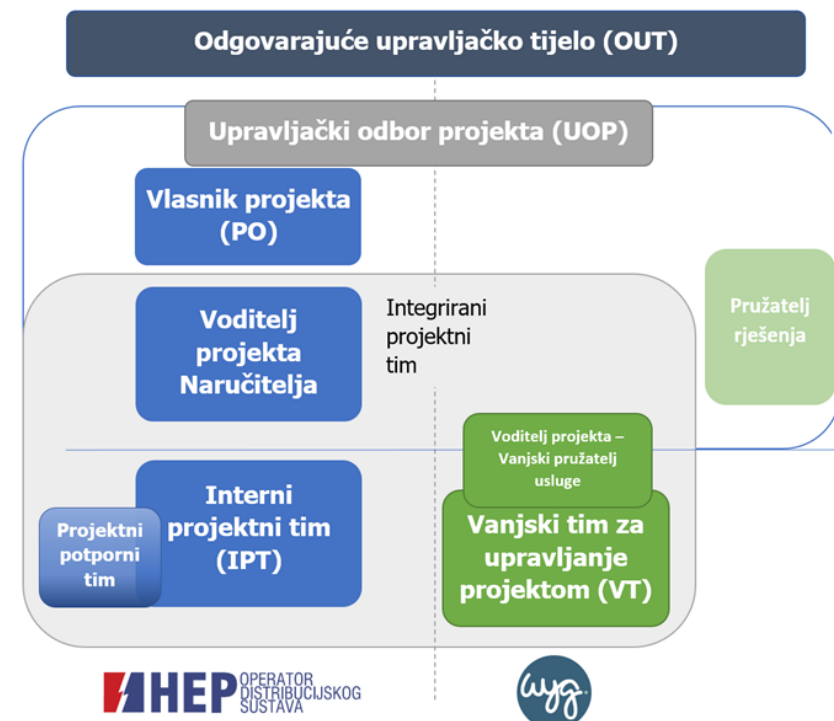 Odgovarajuće upravljačko tijelo (OUT)
Upravljački odbor projekta (UOP)
Vlasnik projekta
(PO)
Voditelj
projekta
Naručitelja
Integrirani
projektni
tim
Pružatelj
rješenja
Voditelj projekta –
Vanjski pružatelj
usluge
Interni
projektni tim
(IPT)
Projektni
potporni
tim
Vanjski tim za
upravljanje
projektom (VT)
HEP OPERATOR
DISTRIBUCIJSKOG
SUSTAVA
wyg.